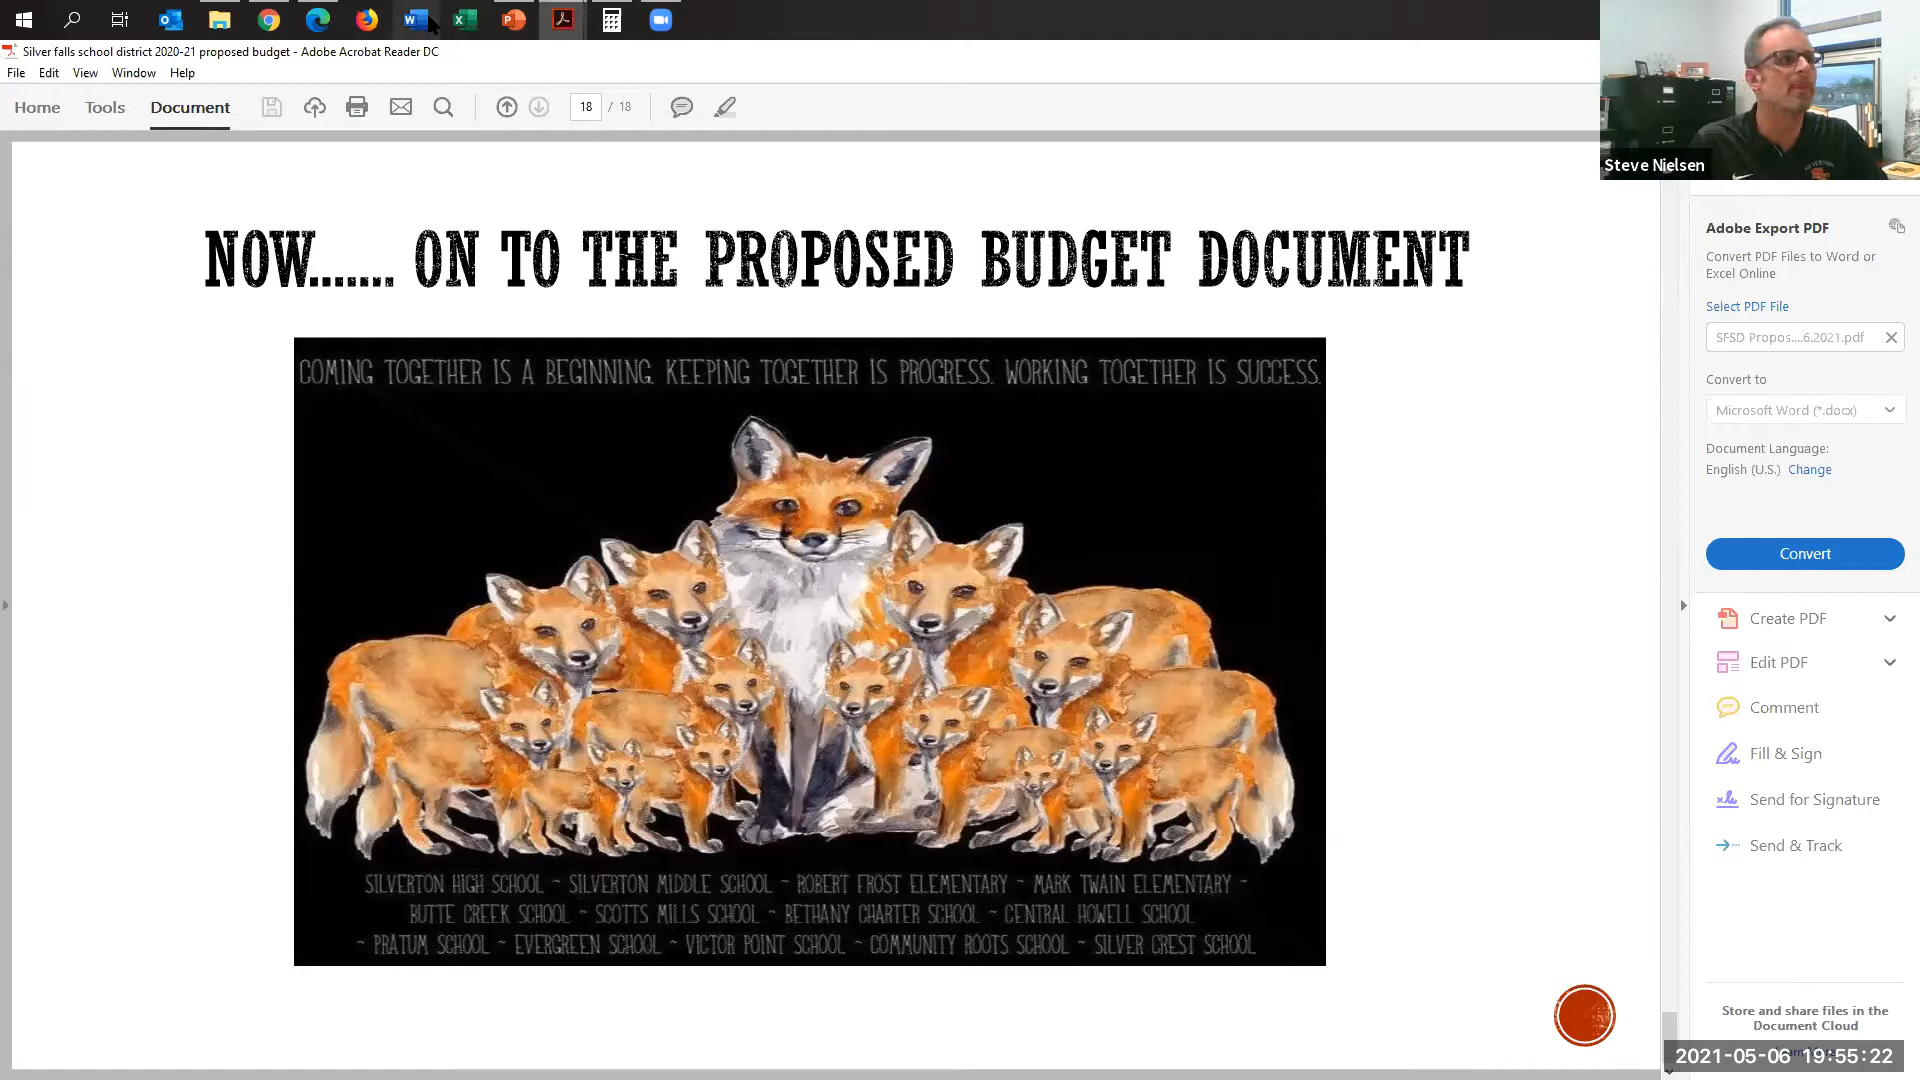 Silver falls school district 2020-21 proposed budget - Adobe Acrobat Reader DC
File Edit View Window Help
Home Tools Document 18 / 18
Steve Nielsen
NOW....... ON TO THE PROPOSED BUDGET DOCUMENT
COMING TOGETHER IS A BEGINNING. KEEPING TOGETHER IS PROGRESS. WORKING TOGETHER IS SUCCESS.
SILVERTON HIGH SCHOOL ~ SILVERTON MIDDLE SCHOOL ~ ROBERT FROST ELEMENTARY ~ MARK TWAIN ELEMENTARY ~
BUTTE CREEK SCHOOL ~ SCOTTS MILLS SCHOOL ~ BETHANY CHARTER SCHOOL ~ CENTRAL HOWELL SCHOOL
~ PRATUM SCHOOL ~ EVERGREEN SCHOOL ~ VICTOR POINT SCHOOL ~ COMMUNITY ROOTS SCHOOL ~ SILVER CREST SCHOOL
Adobe Export PDF
Convert PDF Files to Word or
Excel Online
Select PDF File
SFSD Propos....6.2021.pdf
Convert to
Microsoft Word (*.docx)
Document Language:
English (U.S.) Change
Convert
Create PDF
Edit PDF
Comment
Fill & Sign
Send for Signature
Send & Track
Store and share files in the
Document Cloud
2021-05-06 19:55:22